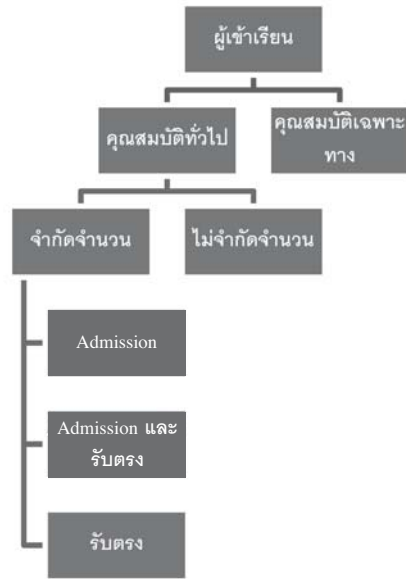 ผู้เข้าเรียน
คุณสมบัติทั่วไป
คุณสมบัติเฉพาะ
ทาง
จำกัดจำนวน
ไม่จำกัดจำนวน
Admission
Admission และ
รับตรง
รับตรง